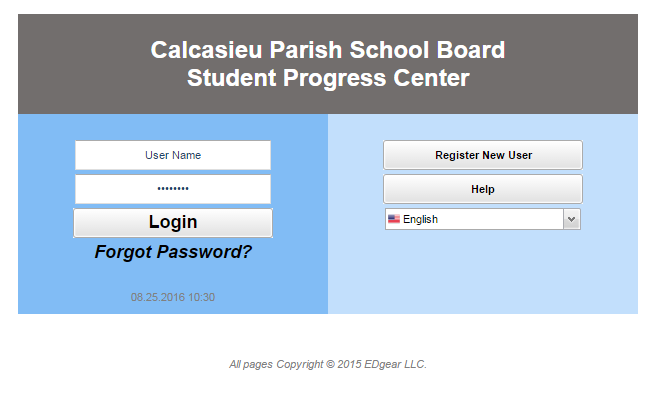 Calcasieu Parish School Board
Student Progress Center
User Name
••••••••
Login
Forgot Password?
08.25.2016 10:30
Register New User
Help
English
All pages Copyright © 2015 EDgear LLC.